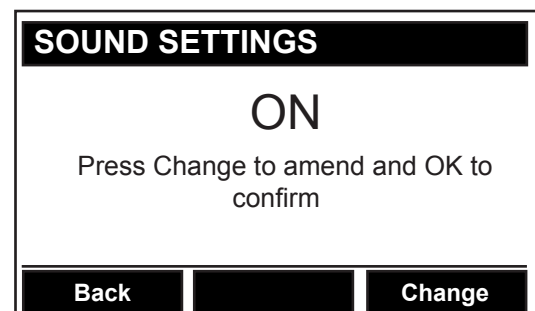 SOUND SETTINGS
ON
Press Change to amend and OK to
confirm
Back
Change